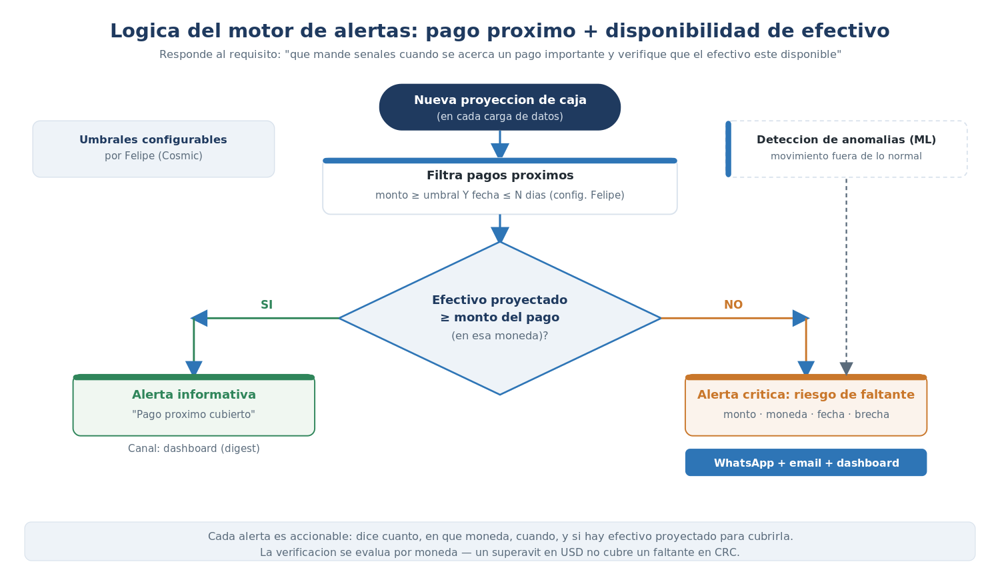 Logica del motor de alertas: pago proximo + disponibilidad de efectivo
Responde al requisito: "que mande senales cuando se acerca un pago importante y verifique que el efectivo este disponible"
Nueva proyeccion de caja
(en cada carga de datos)
Umbrales configurables
por Felipe (Cosmic)
Deteccion de anomalias (ML)
movimiento fuera de lo normal
Filtra pagos proximos
monto ≥ umbral Y fecha ≤ N dias (config. Felipe)
Efectivo proyectado
≥ monto del pago
(en esa moneda)?
SI
NO
Alerta informativa
"Pago proximo cubierto"
Canal: dashboard (digest)
Alerta critica: riesgo de faltante
monto · moneda · fecha · brecha
WhatsApp + email + dashboard
Cada alerta es accionable: dice cuanto, en que moneda, cuando, y si hay efectivo proyectado para cubrirla.
La verificacion se evalua por moneda — un superavit en USD no cubre un faltante en CRC.